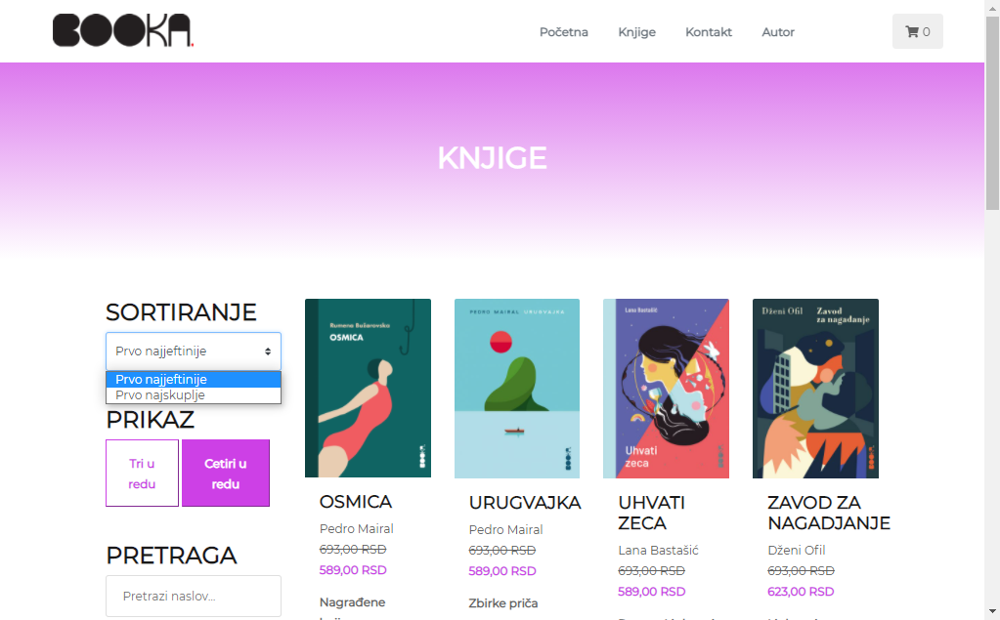 BOOKA.
Početna
Knjige
Kontakt
Autor
0
KNJIGE
SORTIRANJE
Prvo najjeftinije
Prvo najjeftinije
Prvo najskuplje
PRIKAZ
Tri u
redu
Cetiri u
redu
PRETRAGA
Pretrazi naslov...
Rumena Bužarovska
OSMICA
OSMICA
Pedro Mairal
693,00 RSD
589,00 RSD
Nagrađene
PEDRO MAIRAL URUGVAJKA
URUGVAJKA
Pedro Mairal
693,00 RSD
589,00 RSD
Zbirke priča
Lana Bastašić
Uhvati
zeca
UHVATI
ZECA
Lana Bastašić
693,00 RSD
589,00 RSD
Dženi Ofil
Zavod
za nagađanje
ZAVOD ZA
NAGADJANJE
Dženi Ofil
693,00 RSD
623,00 RSD